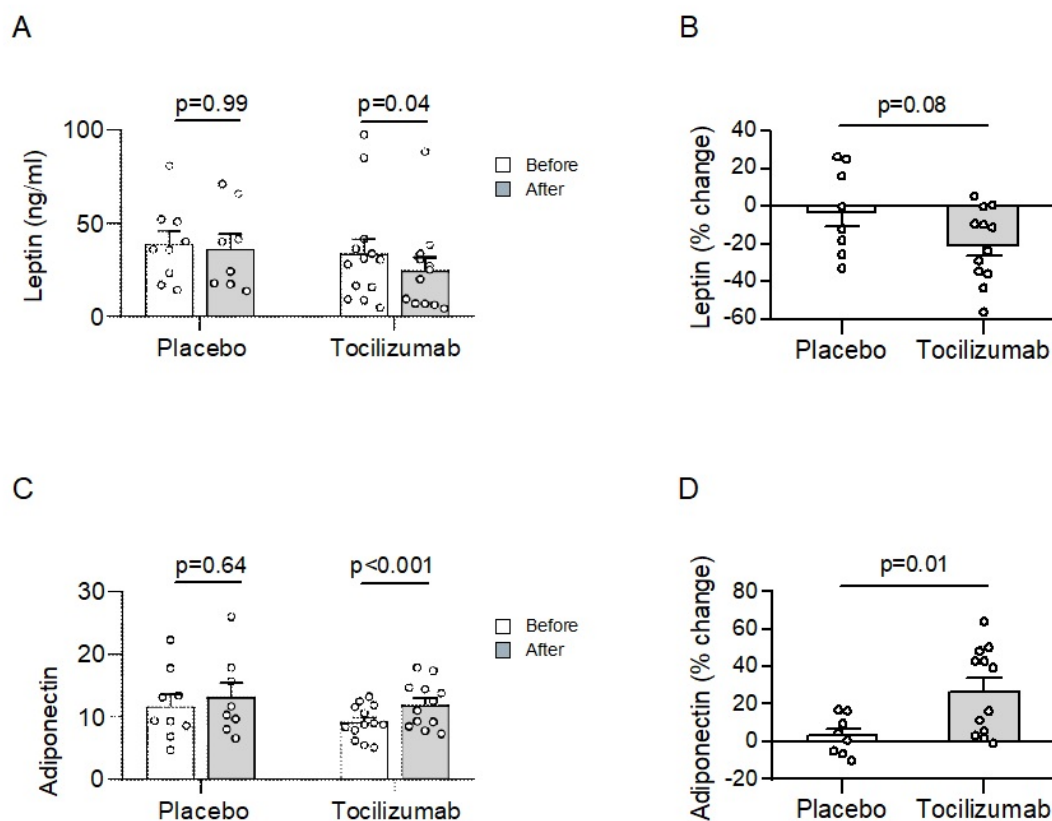 A
p=0.99
p=0.04
100
50
0
Leptin (ng/ml)
Placebo
Tocilizumab
Before
After
B
p=0.08
40
20
0
-20
-40
-60
Leptin (% change)
Placebo
Tocilizumab
C
p=0.64
p<0.001
30
20
10
0
Adiponectin
Placebo
Tocilizumab
Before
After
D
p=0.01
80
60
40
20
0
-20
Adiponectin (% change)
Placebo
Tocilizumab